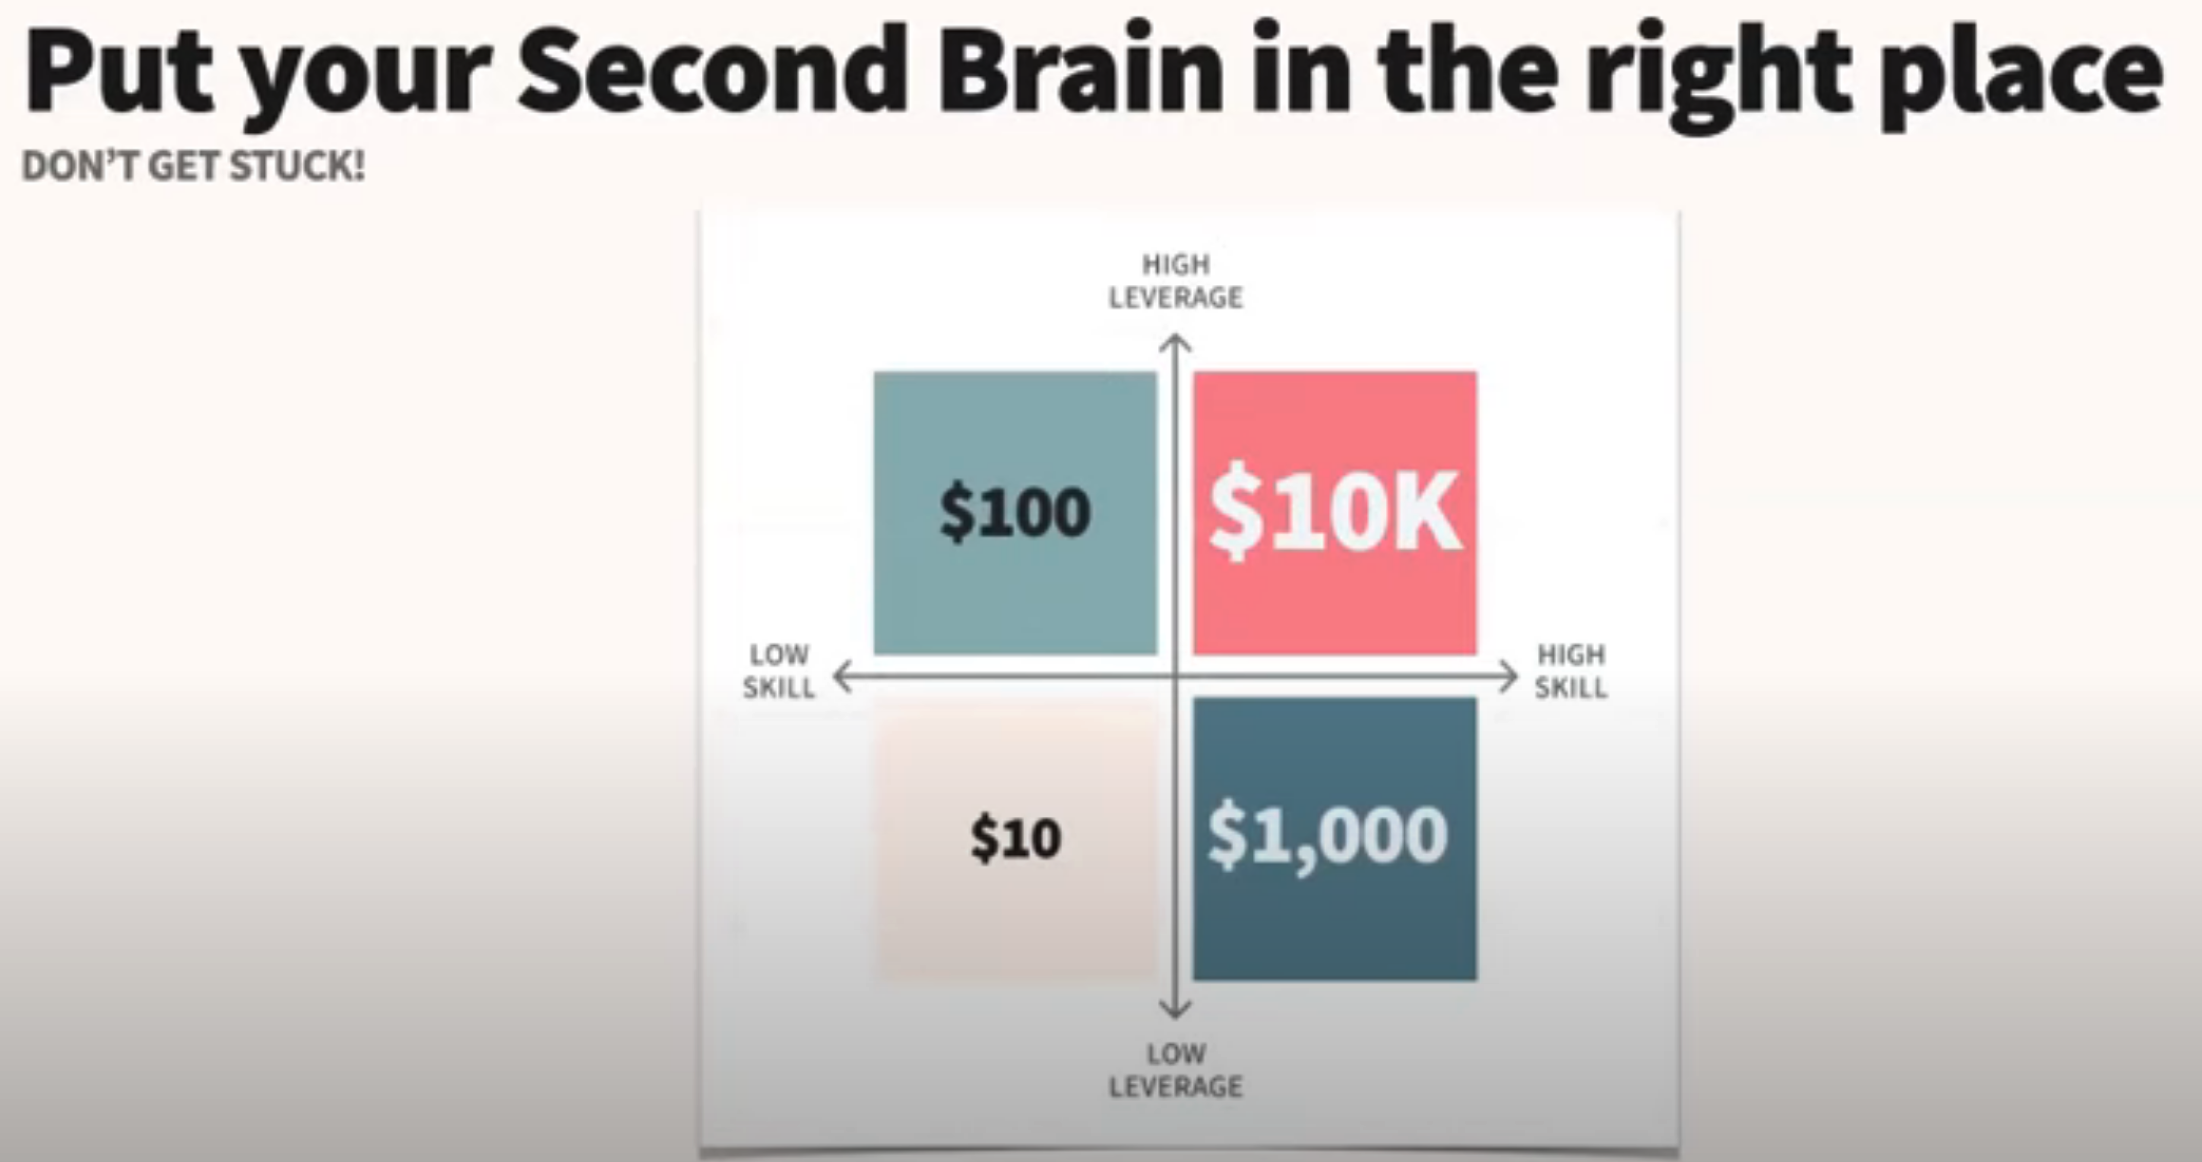 Put your Second Brain in the right place
DON'T GET STUCK!
HIGH
LEVERAGE
$100
$10K
LOW
SKILL
HIGH
SKILL
$10
$1,000
LOW
LEVERAGE